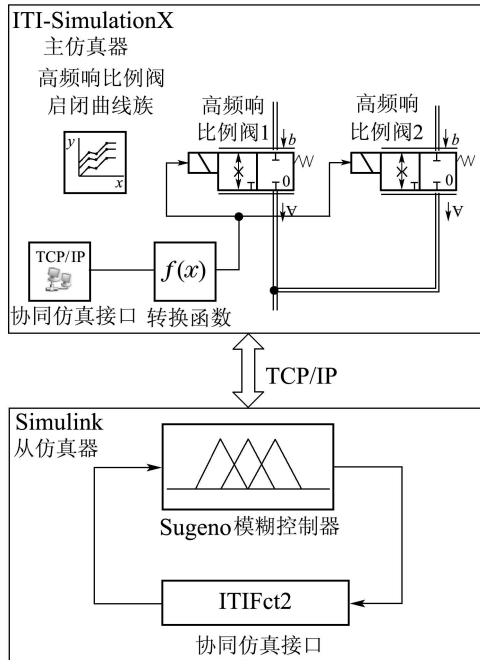 ITI-SimulationX
主仿真器
高频响比例阀
启闭曲线族
高频响
比例阀1
高频响
比例阀2
b
b
y
x
0
0
A
A
TCP/IP
f(x)
协同仿真接口
转换函数
TCP/IP
Simulink
从仿真器
Sugeno模糊控制器
ITIFct2
协同仿真接口